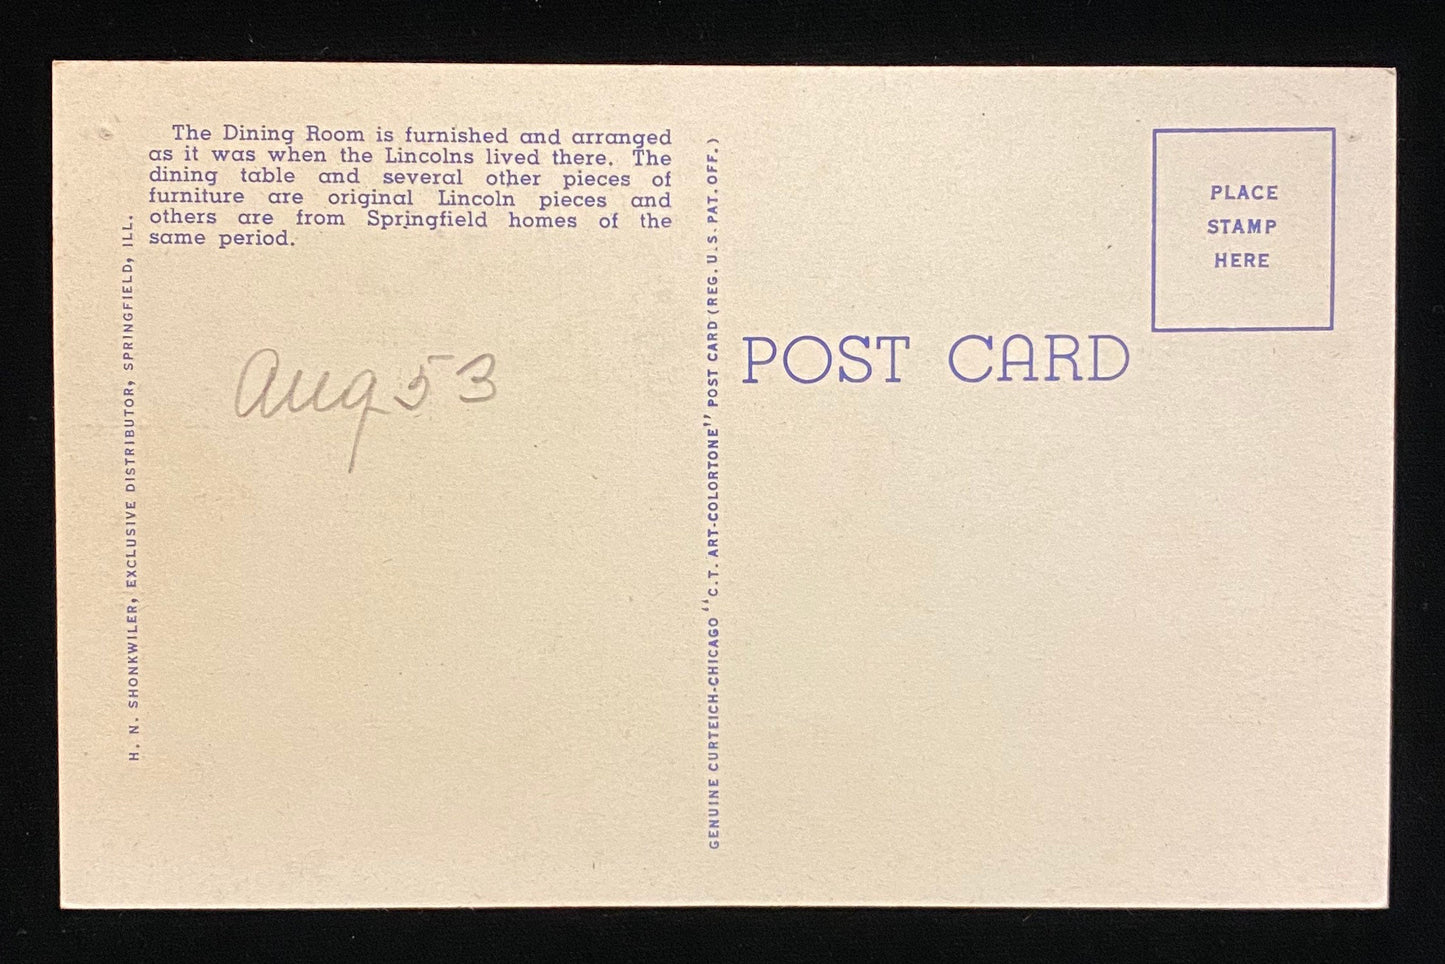 The Dining Room is furnished and arranged
as it was when the Lincolns lived there. The
dining table and several other pieces of
furniture are original Lincoln pieces and
others are from Springfield homes of the
same period.
Aug 53
H. N. SHONKWILER, EXCLUSIVE DISTRIBUTOR, SPRINGFIELD, ILL.
GENUINE CURTEICH-CHICAGO "C.T. ART-COLORTONE" POST CARD (REG. U.S. PAT. OFF.)
POST CARD
PLACE
STAMP
HERE